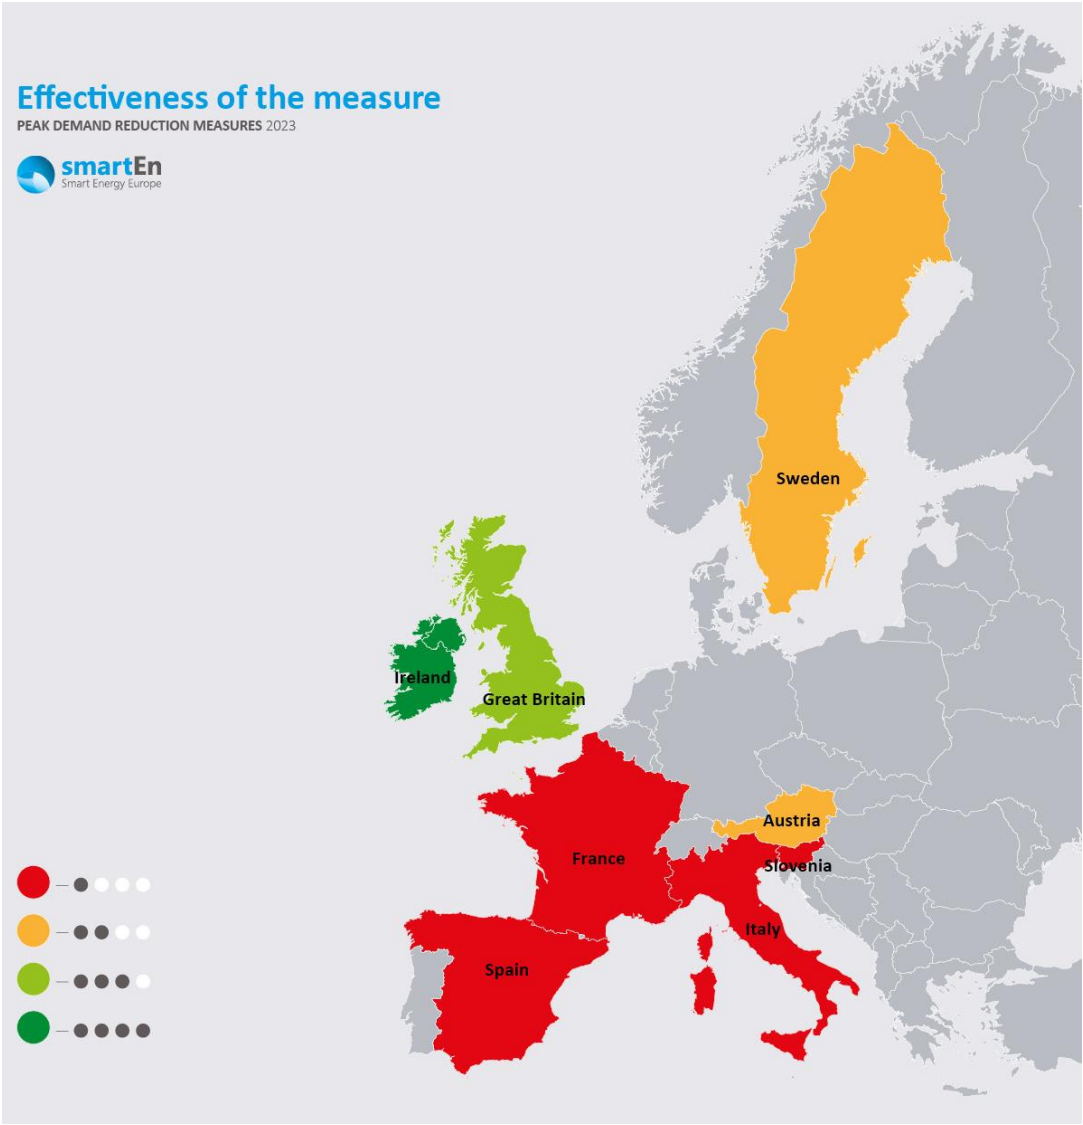 Effectiveness of the measure
PEAK DEMAND REDUCTION MEASURES 2023
smartEn
Smart Energy Europe
Sweden
Ireland
Great Britain
Austria
France
Slovenia
Italy
Spain